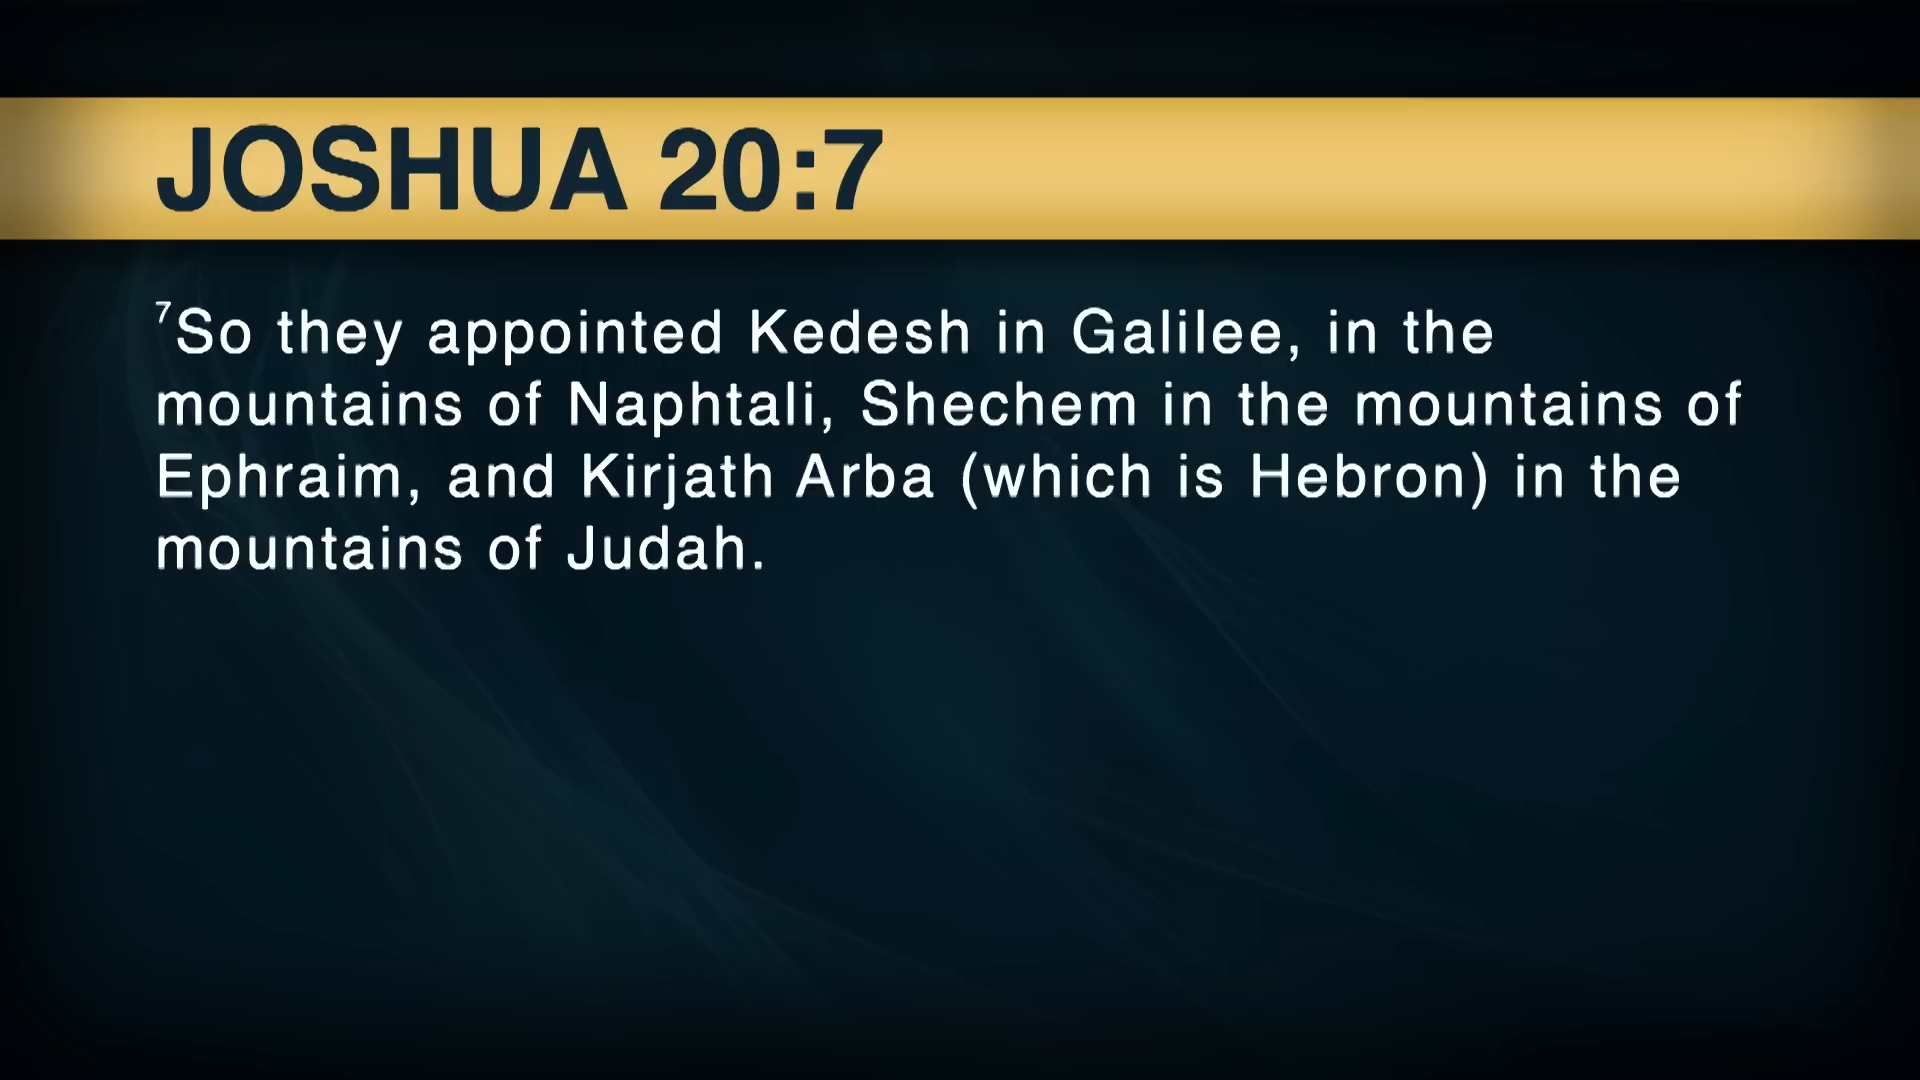 JOSHUA 20:7
⁷So they appointed Kedesh in Galilee, in the
mountains of Naphtali, Shechem in the mountains of
Ephraim, and Kirjath Arba (which is Hebron) in the
mountains of Judah.